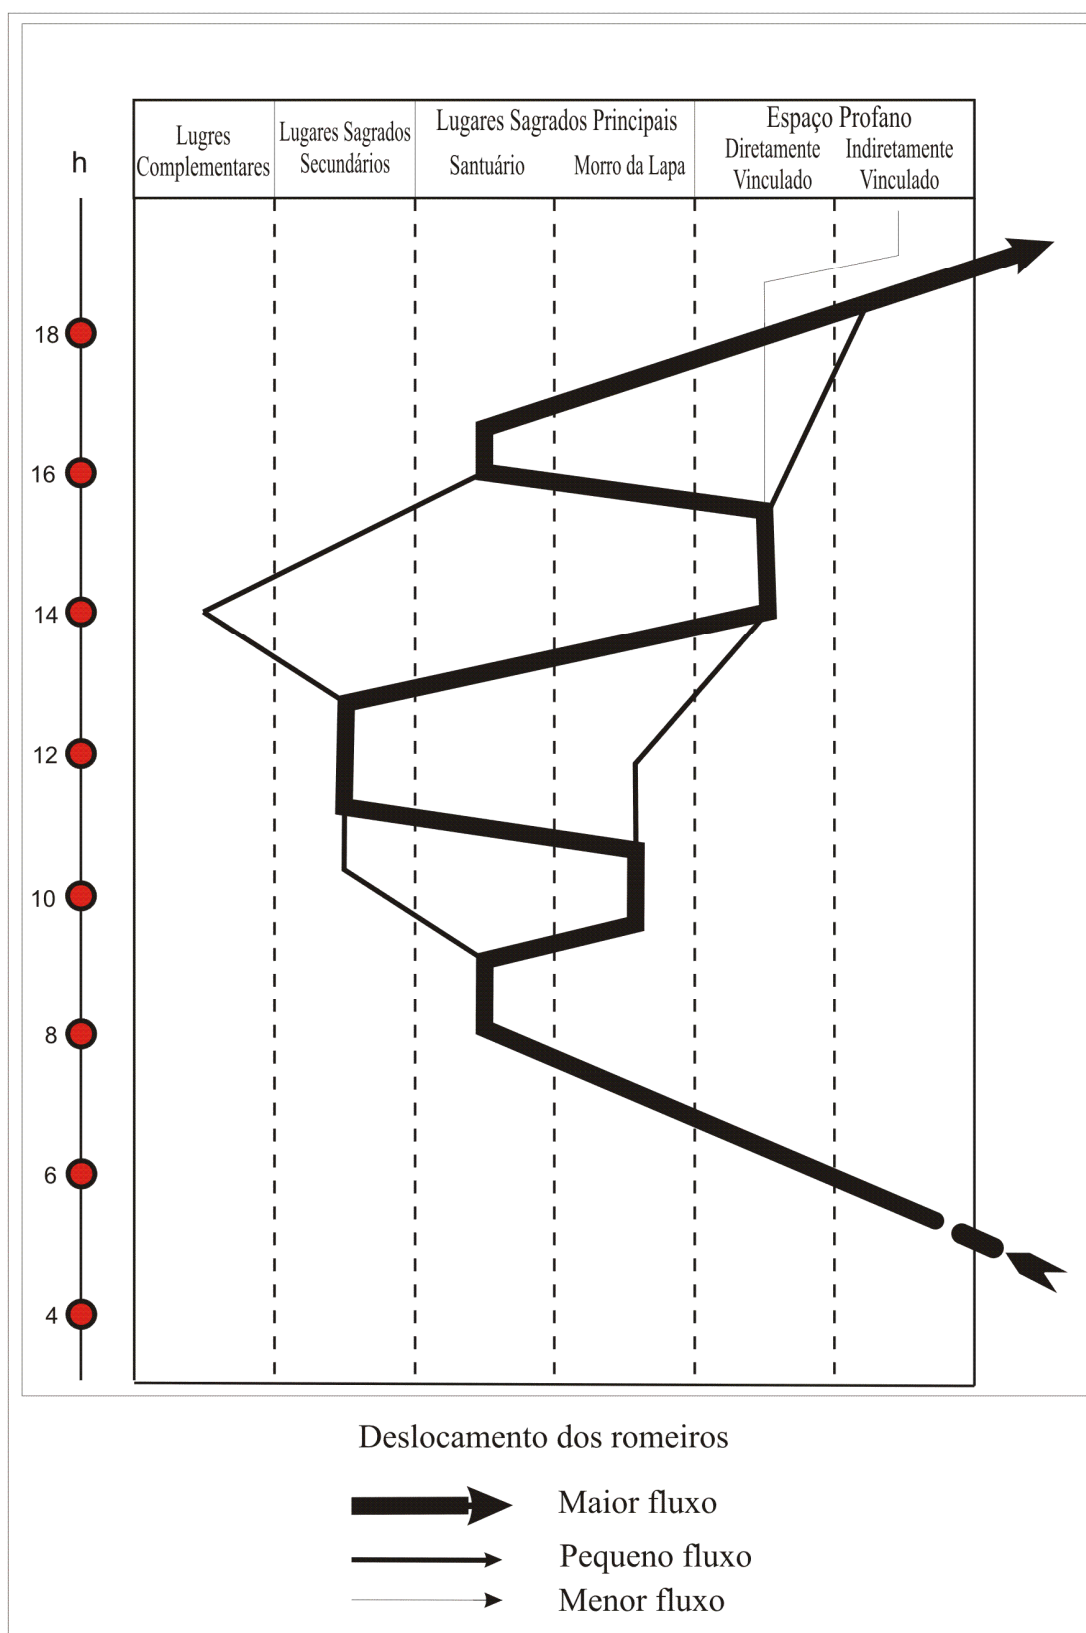 h
Lugres
Complementares
Lugares Sagrados
Secundários
Lugares Sagrados Principais
Santuário
Morro da Lapa
Espaço Profano
Diretamente
Vinculado
Indiretamente
Vinculado
18
16
14
12
10
8
6
4
Deslocamento dos romeiros
Maior fluxo
Pequeno fluxo
Menor fluxo